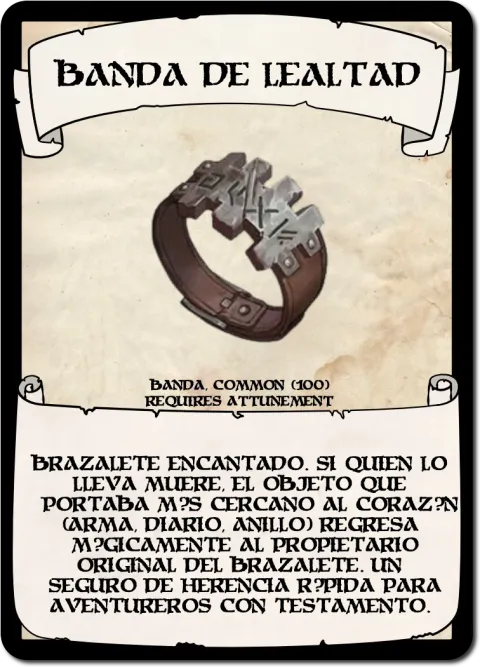 BANDA DE LEALTAD
BANDA, COMMON (100)
REQUIRES ATTUNEMENT
BRAZALETE ENCANTADO. SI QUIEN LO
LLEVA MUERE, EL OBJETO QUE
PORTABA M?S CERCANO AL CORAZ?N
(ARMA, DIARIO, ANILLO) REGRESA
M?GICAMENTE AL PROPIETARIO
ORIGINAL DEL BRAZALETE. UN
SEGURO DE HERENCIA R?PIDA PARA
AVENTUREROS CON TESTAMENTO.